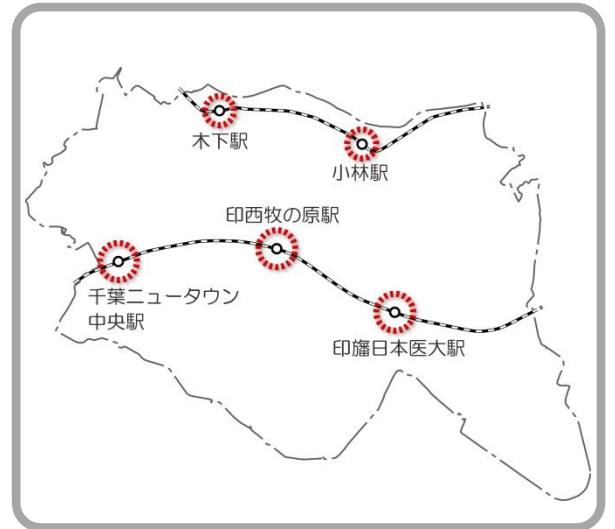 木下駅
小林駅
印西牧の原駅
千葉ニュータウン
中央駅
印旛日本医大駅